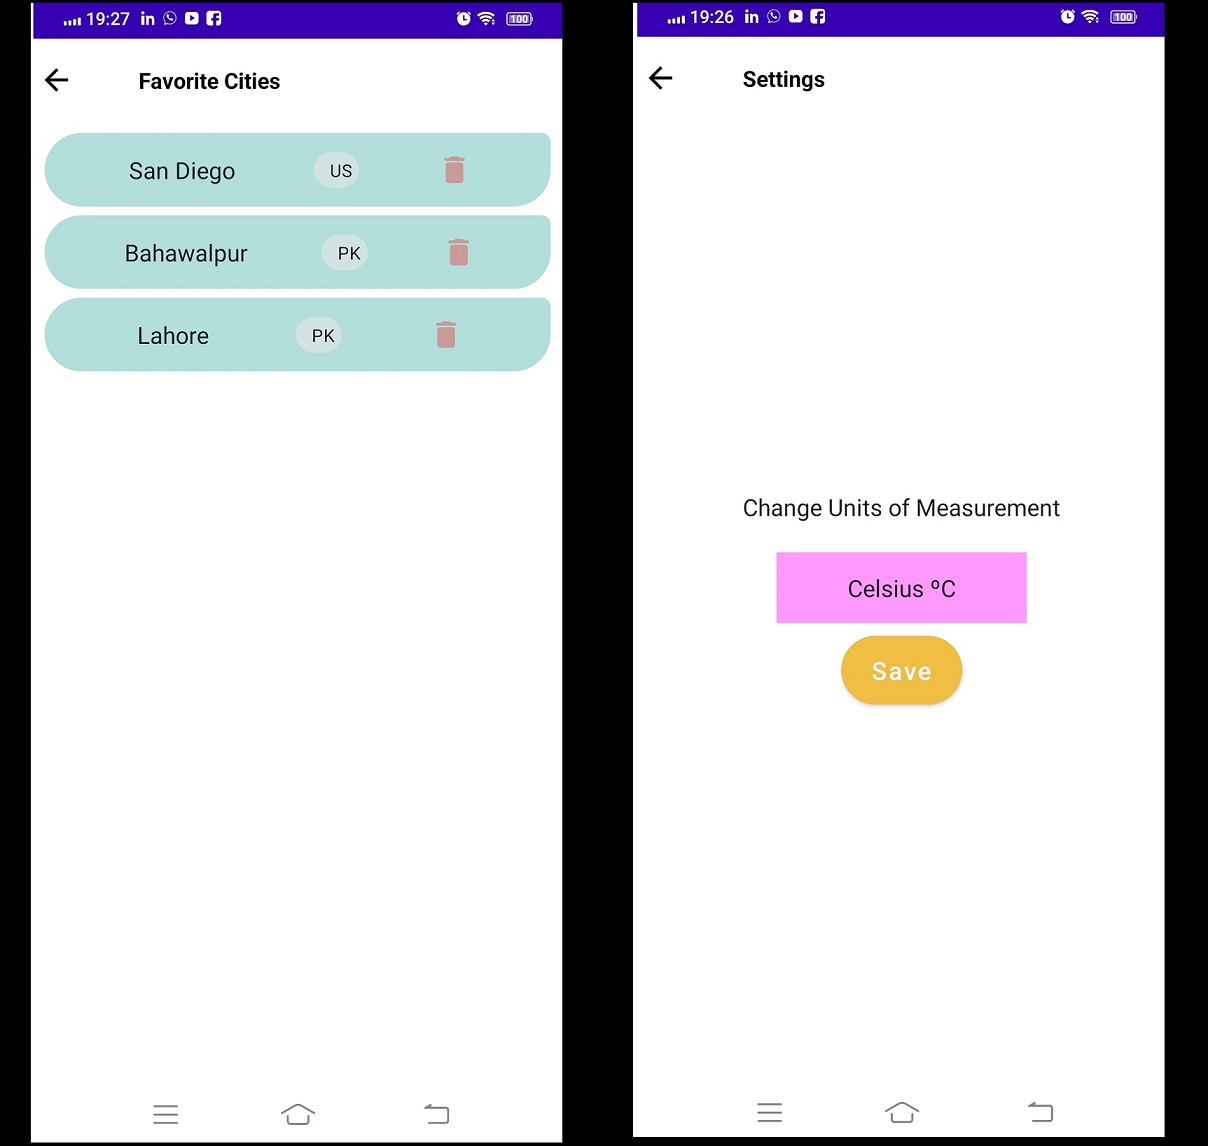 19:27 in 100
Favorite Cities
San Diego US
Bahawalpur PK
Lahore PK
19:26 in 100
Settings
Change Units of Measurement
Celsius ºC
Save